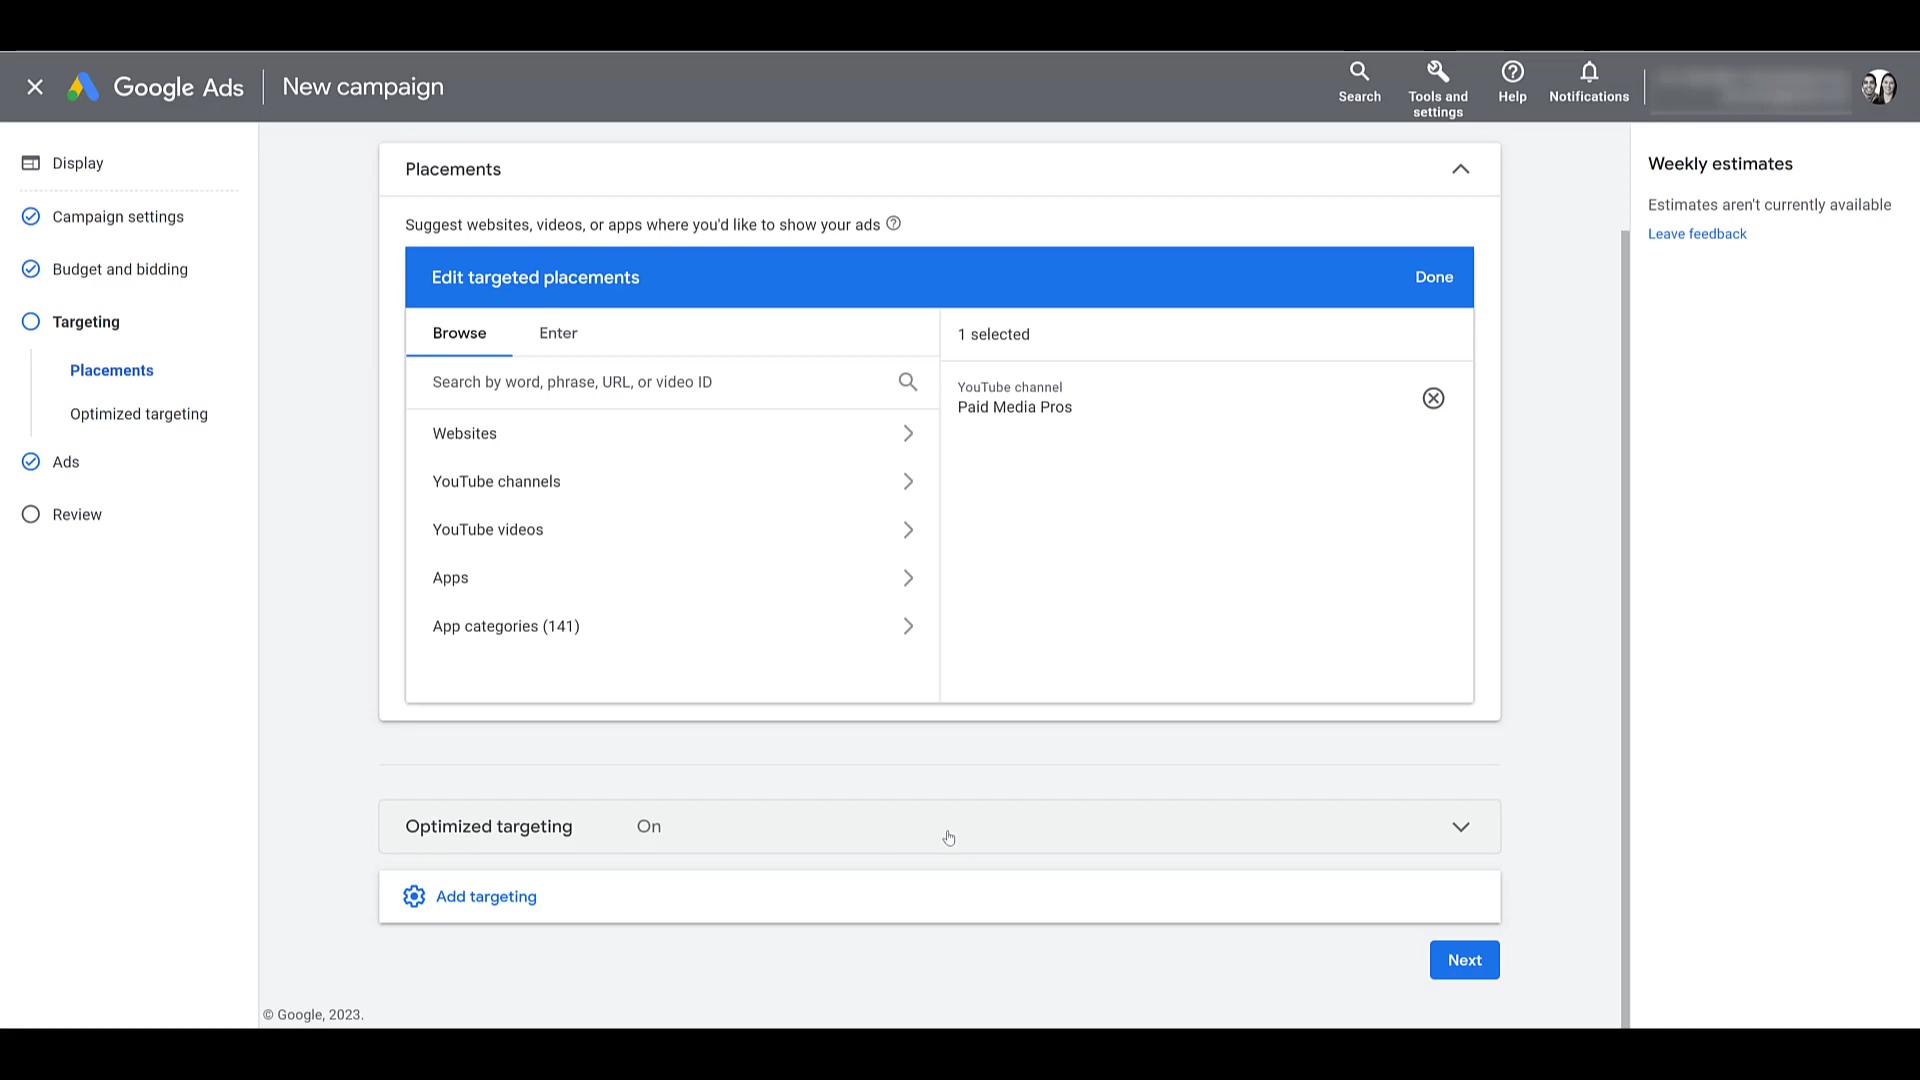 Google Ads
New campaign
Search
Tools and
settings
Help
Notifications
Display
Campaign settings
Budget and bidding
Targeting
Placements
Optimized targeting
Ads
Review
Placements
Suggest websites, videos, or apps where you'd like to show your ads
Edit targeted placements
Done
Browse
Enter
1 selected
Search by word, phrase, URL, or video ID
Websites
YouTube channels
YouTube videos
Apps
App categories (141)
YouTube channel
Paid Media Pros
Optimized targeting
On
Add targeting
Next
© Google, 2023.
Weekly estimates
Estimates aren't currently available
Leave feedback